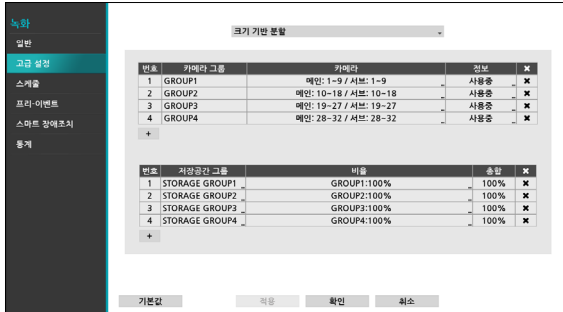 녹화
일반
고급 설정
스케줄
프리-이벤트
스마트 장애조치
통계
크기 기반 분할
번호 카메라 그룹 카메라 정보 ✖
1 GROUP1 메인: 1~9 / 서브: 1~9 ... 사용중 ... ✖
2 GROUP2 메인: 10~18 / 서브: 10~18 ... 사용중 ... ✖
3 GROUP3 메인: 19~27 / 서브: 19~27 ... 사용중 ... ✖
4 GROUP4 메인: 28~32 / 서브: 28~32 ... 사용중 ... ✖
+
번호 저장공간 그룹 비율 총합 ✖
1 STORAGE GROUP1 ... GROUP1:100% ... 100% ✖
2 STORAGE GROUP2 ... GROUP2:100% ... 100% ✖
3 STORAGE GROUP3 ... GROUP3:100% ... 100% ✖
4 STORAGE GROUP4 ... GROUP4:100% ... 100% ✖
+
기본값 적용 확인 취소